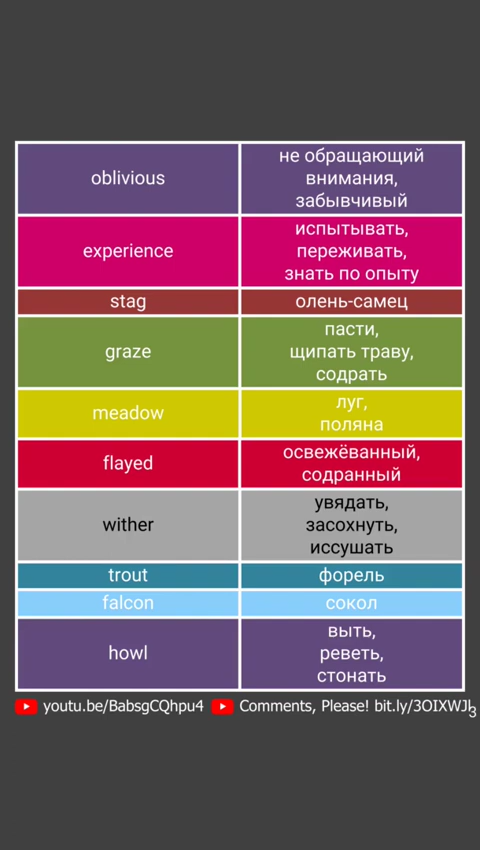 oblivious
не обращающий
внимания,
забывчивый
experience
испытывать,
переживать,
знать по опыту
stag
олень-самец
graze
пасти,
щипать траву,
содрать
meadow
луг,
поляна
flayed
освежёванный,
содранный
wither
увядать,
засохнуть,
иссушать
trout
форель
falcon
сокол
howl
выть,
реветь,
стонать
youtu.be/BabsgCQhpu4 Comments, Please!